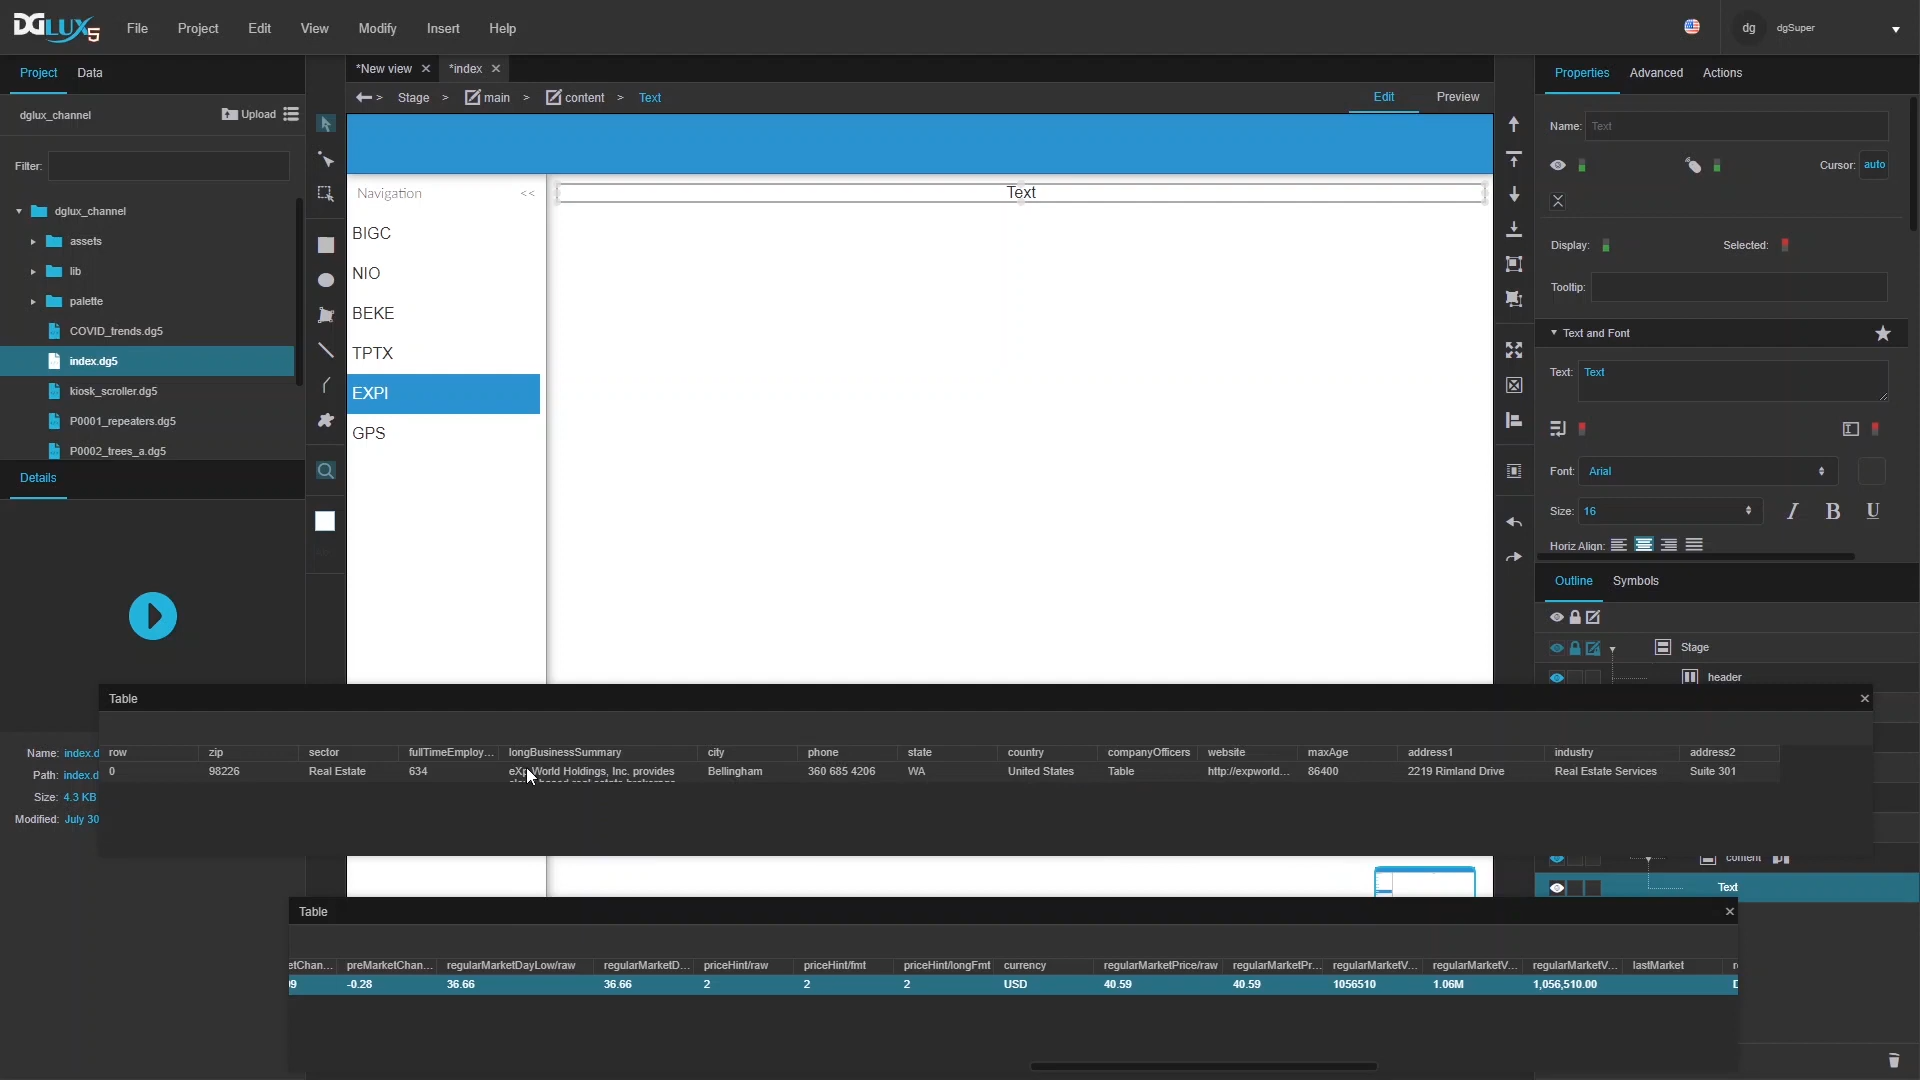 DGLUX5
File Project Edit View Modify Insert Help
dg dgSuper
Project Data
dglux_channel Upload
Filter:
dglux_channel
assets
lib
palette
COVID_trends.dg5
index.dg5
kiosk_scroller.dg5
P0001_repeaters.dg5
P0002_trees_a.dg5
Details
Name: index.d
Path: index.d
Size: 4.3 KB
Modified: July 30
*New view *index
Stage > main > content > Text
Edit Preview
Navigation <<
BIGC
NIO
BEKE
TPTX
EXPI
GPS
Text
Properties Advanced Actions
Name: Text
Cursor: auto
Display: Selected:
Tooltip:
Text and Font
Text: Text
Font: Arial
Size: 16 I B U
Horiz Align:
Outline Symbols
Stage
header
content
Text
Table
row zip sector fullTimeEmploy... longBusinessSummary city phone state country companyOfficers website maxAge address1 industry address2
0 98226 Real Estate 634 eXp World Holdings, Inc. provides Bellingham 360 685 4206 WA United States Table http://expworld... 86400 2219 Rimland Drive Real Estate Services Suite 301
Table
etChan... preMarketChan... regularMarketDayLow/raw regularMarketD... priceHint/raw priceHint/fmt priceHint/longFmt currency regularMarketPrice/raw regularMarketPr... regularMarketV... regularMarketV... regularMarketV... lastMarket
-0.28 36.66 36.66 2 2 2 USD 40.59 40.59 1056510 1.06M 1,056,510.00